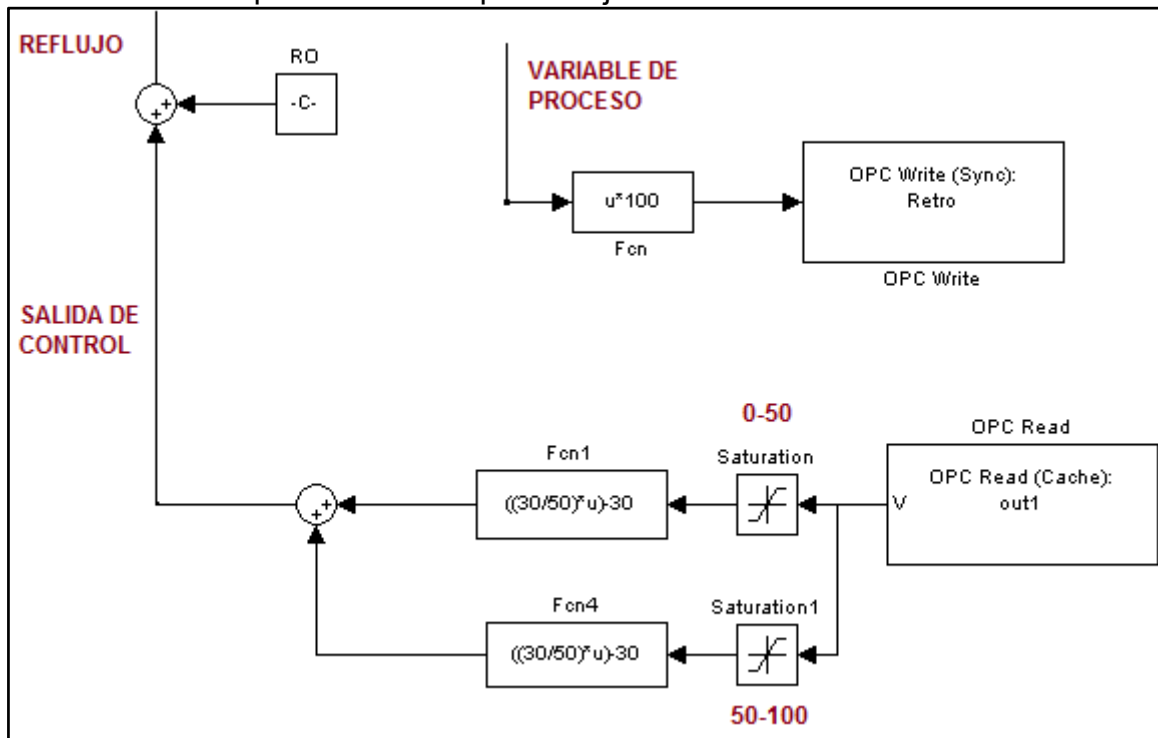 REFLUJO
RO
-C-
VARIABLE DE
PROCESO
u*100
Fcn
OPC Write (Sync):
Retro
OPC Write
SALIDA DE
CONTROL
0-50
OPC Read
Fcn1
Saturation
((30/50)*u)-30
OPC Read (Cache):
out1
V
Fcn4
Saturation1
((30/50)*u)-30
50-100